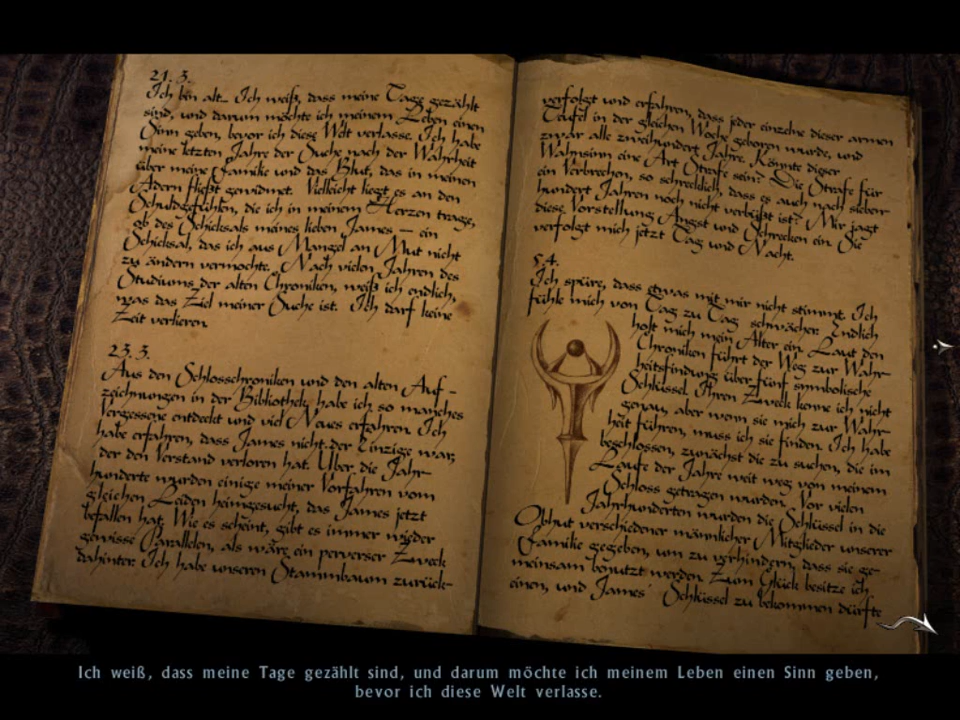 21. 3.
Ich bin alt. Ich weiß, dass meine Tage gezählt
sind, und darum möchte ich meinem Leben einen
Sinn geben, bevor ich diese Welt verlasse. Ich habe
meine letzten Jahre der Suche nach der Wahrheit
über meine Familie und das Blut, das in meinen
Adern fließt gewidmet. Vielleicht liegt es an den
Schuldgefühlen, die ich in meinem Herzen trage,
ob des Schicksals meines lieben James – ein
Schicksal, das ich aus Mangel an Mut nicht
zu ändern vermochte. Nach vielen Jahren des
Studiums der alten Chroniken, weiß ich endlich,
was das Ziel meiner Suche ist. Ich darf keine
Zeit verlieren.
23. 3.
Aus den Schlosschroniken und den alten Auf-
zeichnungen in der Bibliothek, habe ich so manches
Vergessene entdeckt und viel Neues erfahren. Ich
habe erfahren, dass James nicht der Einzige war,
der den Verstand verloren hat. Über die Jahr-
hunderte wurden einige meiner Vorfahren vom
gleichen Leiden heimgesucht, das James jetzt
befallen hat. Wie es scheint, gibt es immer wieder
gewisse Parallelen, als wäre ein perverser Zweck
dahinter. Ich habe unseren Stammbaum zurück-
verfolgt und erfahren, dass jeder einzelne dieser armen
Teufel in der gleichen Woche geboren wurde, und
zwar alle zweihundert Jahre. Könnte dieser
Wahnsinn eine Art Strafe sein? Die Strafe für
ein Verbrechen, so schrecklich, dass es auch nach sieben-
hundert Jahren noch nicht verbüßt ist? Mir jagt
diese Vorstellung Angst und Schrecken ein. Sie
verfolgt mich jetzt Tag und Nacht.
5. 4.
Ich spüre, dass etwas mit mir nicht stimmt. Ich
fühle mich von Tag zu Tag schwächer. Endlich
holt mich mein Alter ein. Laut den
Chroniken führt der Weg zur Wahr-
heitsfindung über fünf symbolische
Schlüssel. Ihren Zweck kenne ich nicht
genau, aber wenn sie mich zur Wahr-
heit führen, muss ich sie finden. Ich habe
beschlossen, zunächst die zu suchen, die im
Laufe der Jahre weit weg von meinem
Schloss getragen wurden. Vor vielen
Jahrhunderten wurden die Schlüssel in die
Obhut verschiedener männlicher Mitglieder unserer
Familie gegeben, um zu verhindern, dass sie ge-
meinsam benutzt werden. Zum Glück besitze ich
einen, und James' Schlüssel zu bekommen dürfte
Ich weiß, dass meine Tage gezählt sind, und darum möchte ich meinem Leben einen Sinn geben,
bevor ich diese Welt verlasse.